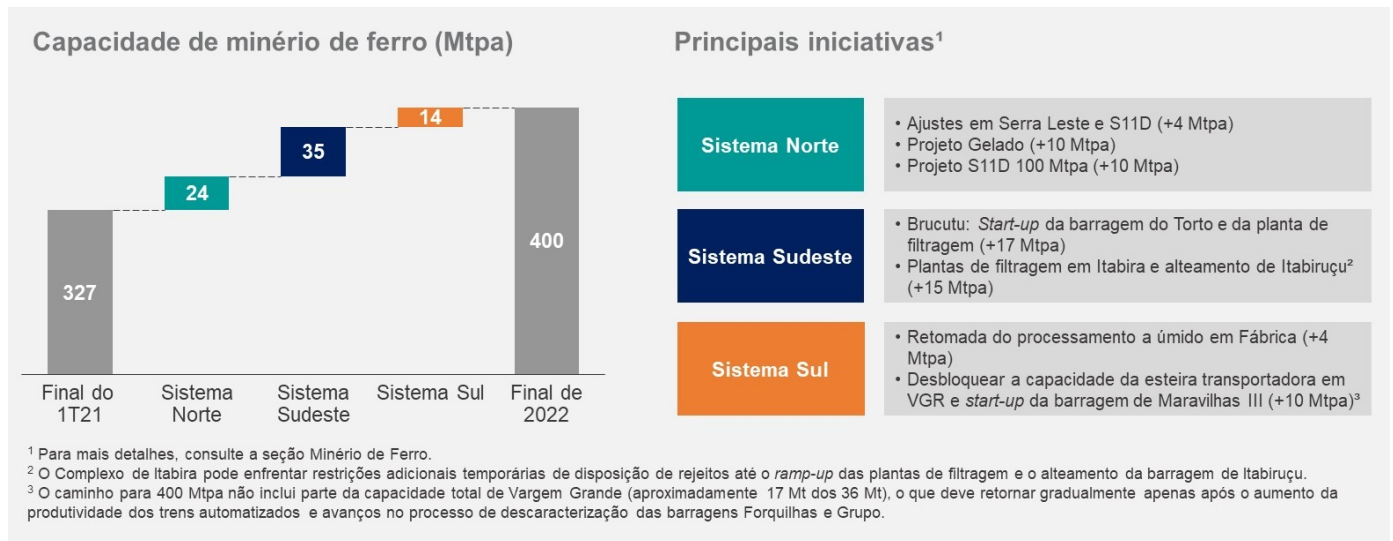 Capacidade de minério de ferro (Mtpa)
327
24
35
14
400
Final do
1T21
Sistema
Norte
Sistema
Sudeste
Sistema Sul
Final de
2022
Principais iniciativas¹
Sistema Norte
• Ajustes em Serra Leste e S11D (+4 Mtpa)
• Projeto Gelado (+10 Mtpa)
• Projeto S11D 100 Mtpa (+10 Mtpa)
Sistema Sudeste
• Brucutu: Start-up da barragem do Torto e da planta de
filtragem (+17 Mtpa)
• Plantas de filtragem em Itabira e alteamento de Itabiruçu²
(+15 Mtpa)
Sistema Sul
• Retomada do processamento a úmido em Fábrica (+4
Mtpa)
• Desbloquear a capacidade da esteira transportadora em
VGR e start-up da barragem de Maravilhas III (+10 Mtpa)³
¹ Para mais detalhes, consulte a seção Minério de Ferro.
² O Complexo de Itabira pode enfrentar restrições adicionais temporárias de disposição de rejeitos até o ramp-up das plantas de filtragem e o alteamento da barragem de Itabiruçu.
³ O caminho para 400 Mtpa não inclui parte da capacidade total de Vargem Grande (aproximadamente 17 Mt dos 36 Mt), o que deve retornar gradualmente apenas após o aumento da
produtividade dos trens automatizados e avanços no processo de descaracterização das barragens Forquilhas e Grupo.